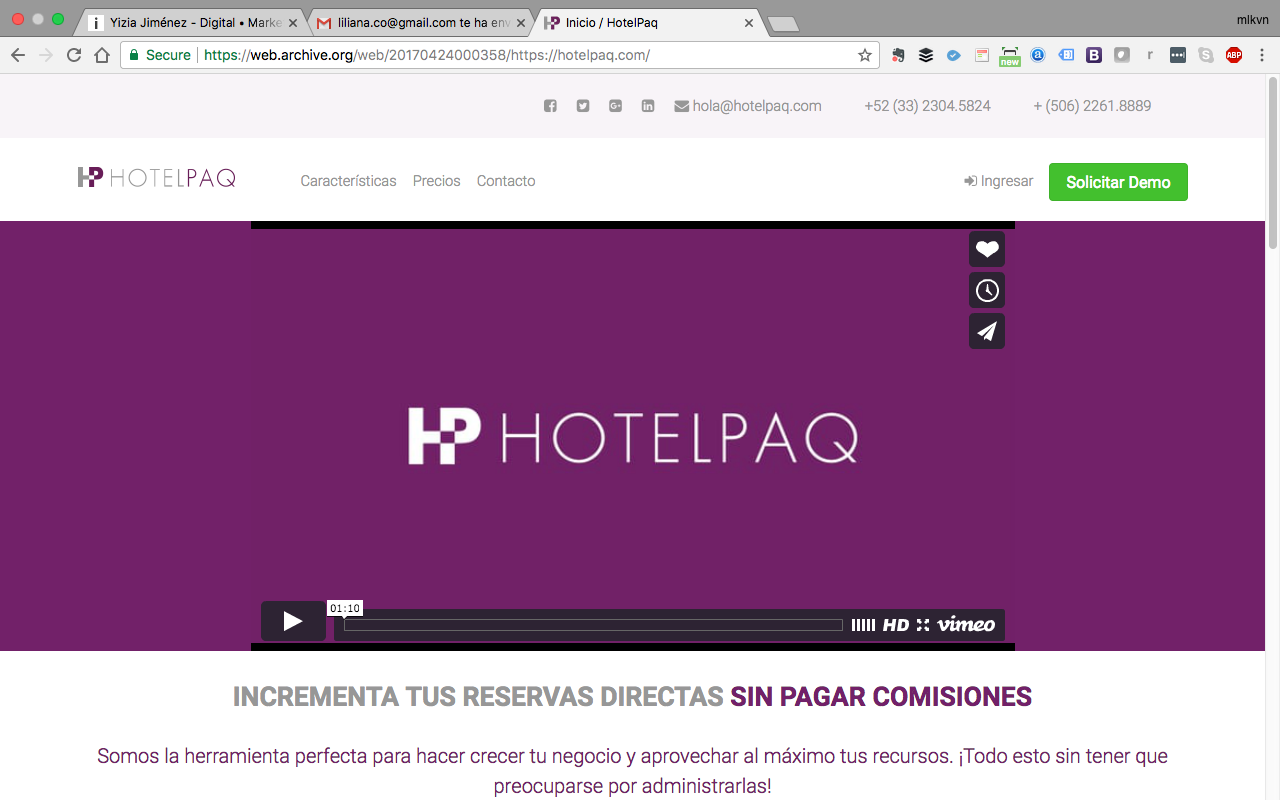 Yizia Jiménez - Digital • Marke
liliana.co@gmail.com te ha env
Inicio / HotelPaq
mlkvn
Secure
https://web.archive.org/web/20170424000358/https://hotelpaq.com/
new
a
B
r
ABP
hola@hotelpaq.com
+52 (33) 2304.5824
+ (506) 2261.8889
HP HOTELPAQ
Características
Precios
Contacto
Ingresar
Solicitar Demo
HP HOTELPAQ
01:10
HD
vimeo
INCREMENTA TUS RESERVAS DIRECTAS SIN PAGAR COMISIONES
Somos la herramienta perfecta para hacer crecer tu negocio y aprovechar al máximo tus recursos. ¡Todo esto sin tener que
preocuparse por administrarlas!